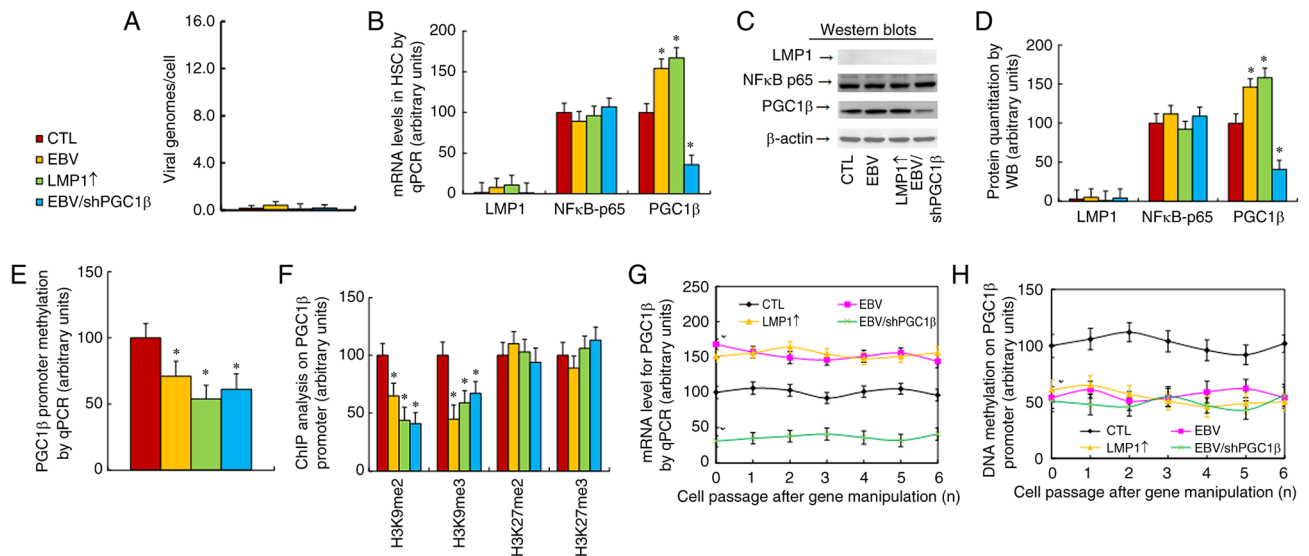 CTL
EBV
LMP1↑
EBV/shPGC1β
A
Viral genomes/cell
16.0
12.0
8.0
4.0
0.0
B
mRNA levels in HSC by
qPCR (arbitrary units)
200
150
100
50
0
* *
*
LMP1 NFκB-p65 PGC1β
C
Western blots
LMP1 →
NFκB p65 →
PGC1β →
β-actin →
CTL
EBV
LMP1↑
EBV/
shPGC1β
D
Protein quantitation by
WB (arbitrary units)
200
150
100
50
0
* *
*
LMP1 NFκB-p65 PGC1β
E
PGC1β promoter methylation
by qPCR (arbitrary units)
150
100
50
0
* * *
F
ChIP analysis on PGC1β
promoter (arbitrary units)
150
100
50
0
* * *
* * *
H3K9me2
H3K9me3
H3K27me2
H3K27me3
G
mRNA level for PGC1β
by qPCR (arbitrary units)
250
200
150
100
50
0
CTL EBV
LMP1↑ EBV/shPGC1β
0 1 2 3 4 5 6
Cell passage after gene manipulation (n)
H
DNA methylation on PGC1β
promoter (arbitrary units)
150
100
50
0
CTL EBV
LMP1↑ EBV/shPGC1β
0 1 2 3 4 5 6
Cell passage after gene manipulation (n)